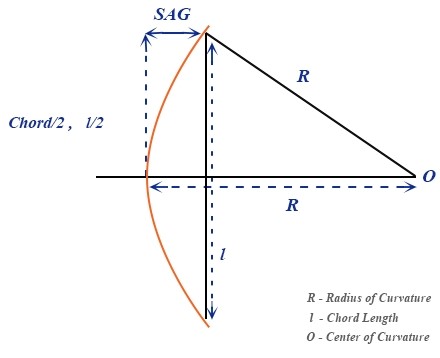 SAG
R
Chord/2 , l/2
O
R
l
R - Radius of Curvature
l - Chord Length
O - Center of Curvature